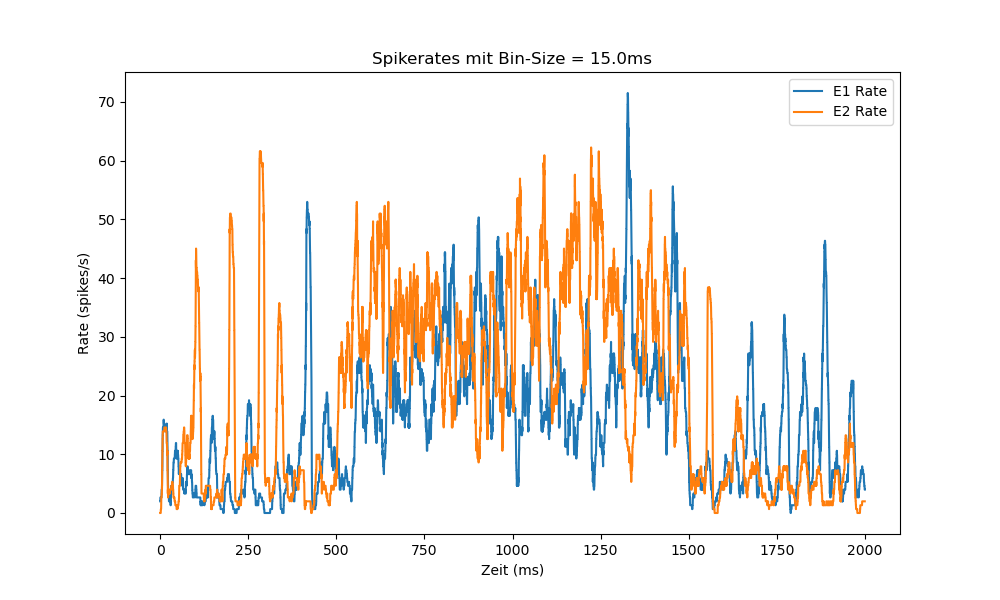 Spikerates mit Bin-Size = 15.0ms
E1 Rate
E2 Rate
Rate (spikes/s)
70
60
50
40
30
20
10
0
0 250 500 750 1000 1250 1500 1750 2000
Zeit (ms)